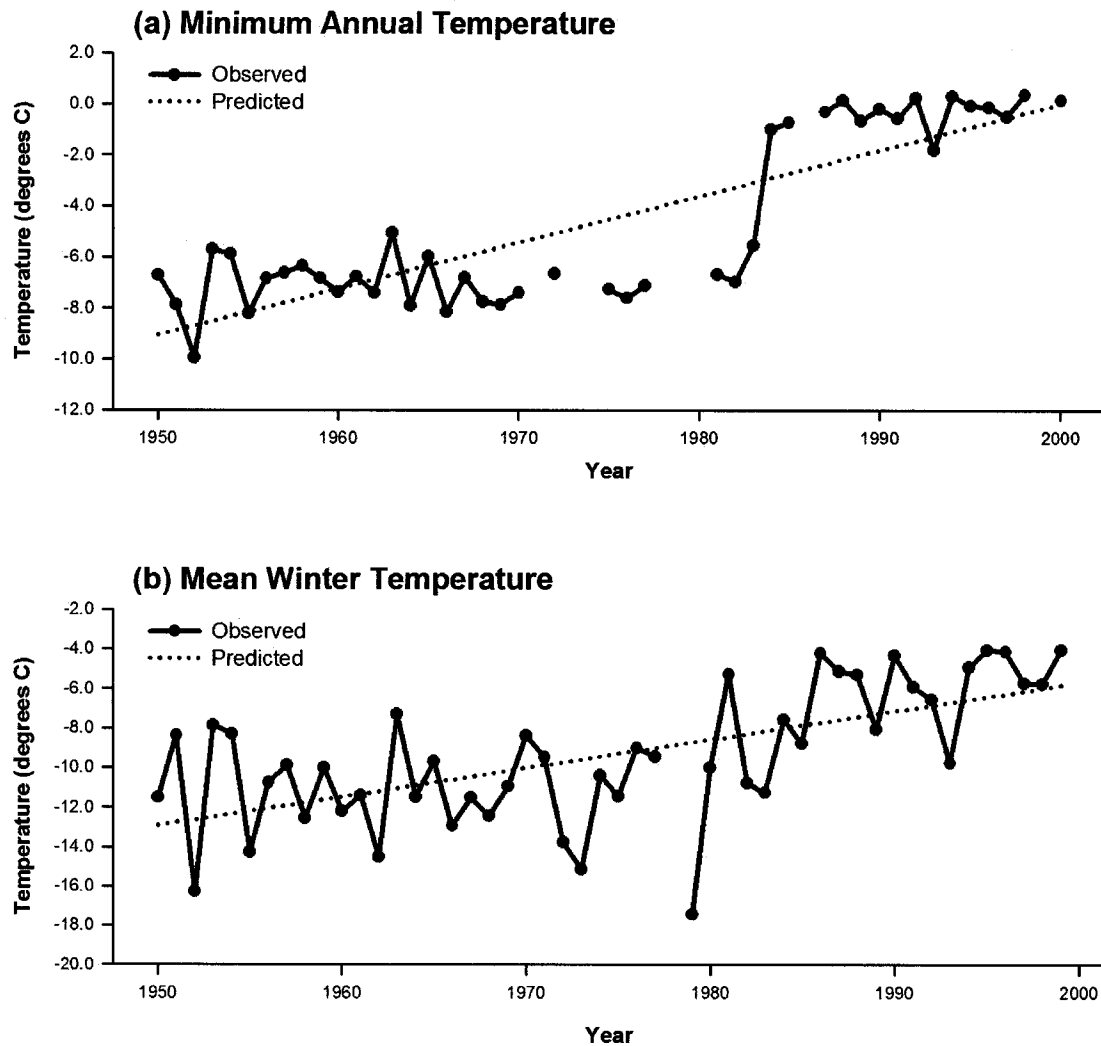 (a) Minimum Annual Temperature
2.0
0.0
-2.0
-4.0
-6.0
-8.0
-10.0
-12.0
Temperature (degrees C)
Observed
Predicted
1950 1960 1970 1980 1990 2000
Year
(b) Mean Winter Temperature
-2.0
-4.0
-6.0
-8.0
-10.0
-12.0
-14.0
-16.0
-18.0
-20.0
Temperature (degrees C)
Observed
Predicted
1950 1960 1970 1980 1990 2000
Year